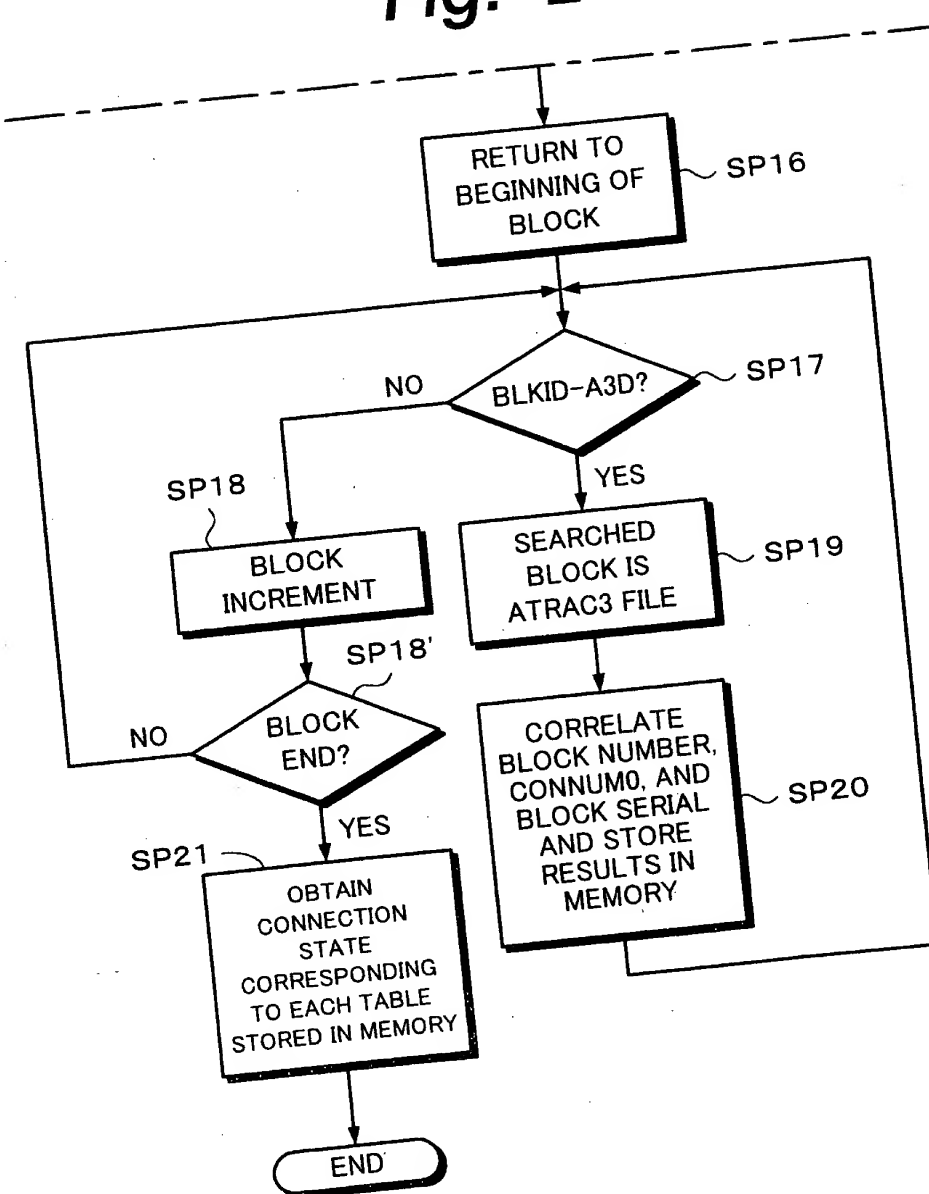 Fig.
RETURN TO
BEGINNING OF
BLOCK
SP16
BLKID-A3D?
SP17
NO
YES
SP18
BLOCK
INCREMENT
SEARCHED
BLOCK IS
ATRAC3 FILE
SP19
SP18'
BLOCK
END?
NO
YES
CORRELATE
BLOCK NUMBER,
CONNUM0, AND
BLOCK SERIAL
AND STORE
RESULTS IN
MEMORY
SP20
SP21
OBTAIN
CONNECTION
STATE
CORRESPONDING
TO EACH TABLE
STORED IN MEMORY
END